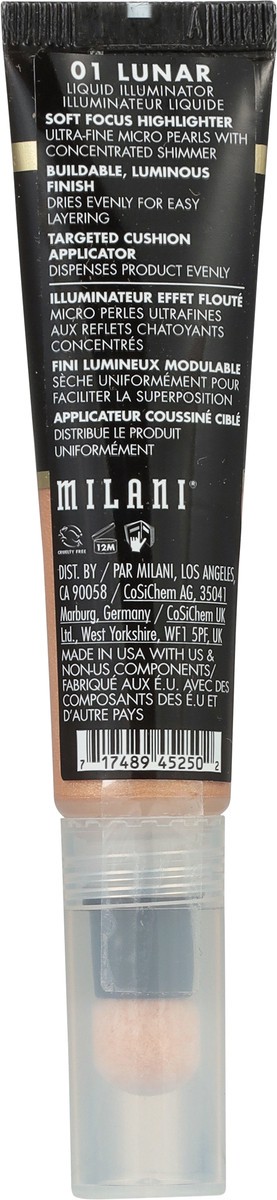 01 LUNAR
LIQUID ILLUMINATOR
ILLUMINATEUR LIQUIDE
SOFT FOCUS HIGHLIGHTER
ULTRA-FINE MICRO PEARLS WITH
CONCENTRATED SHIMMER
BUILDABLE, LUMINOUS
FINISH
DRIES EVENLY FOR EASY
LAYERING
TARGETED CUSHION
APPLICATOR
DISPENSES PRODUCT EVENLY
ILLUMINATEUR EFFET FLOUTÉ
MICRO PERLES ULTRAFINES
AUX REFLETS CHATOYANTS
CONCENTRÉS
FINI LUMINEUX MODULABLE
SÈCHE UNIFORMÉMENT POUR
FACILITER LA SUPERPOSITION
APPLICATEUR COUSSINÉ CIBLÉ
DISTRIBUE LE PRODUIT
UNIFORMÉMENT
MILANI®
CRUELTY FREE
12M
DIST. BY / PAR MILANI, LOS ANGELES,
CA 90058 / CoSiChem AG, 35041
Marburg, Germany / CoSiChem UK
Ltd., West Yorkshire, WF1 5PF, UK
MADE IN USA WITH US &
NON-US COMPONENTS/
FABRIQUÉ AUX É.U. AVEC DES
COMPOSANTS DES É.U ET
D'AUTRE PAYS
7 17489 45250 2